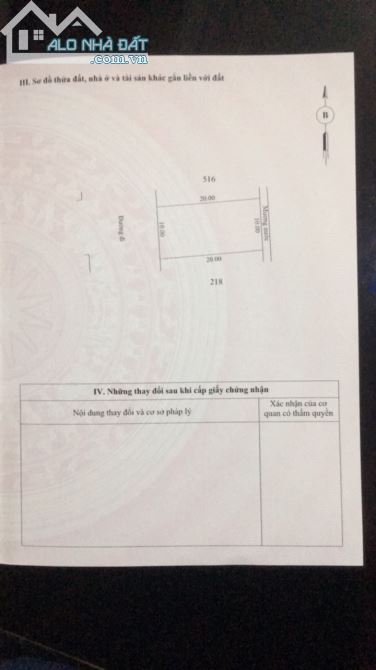 ALO NHÀ ĐẤT
.com.vn
III. Sơ đồ thửa đất, nhà ở và tài sản khác gắn liền với đất
B
516
20.00
Đường đi
10.00
10.00
Mương nước
20.00
218
IV. Những thay đổi sau khi cấp giấy chứng nhận
Nội dung thay đổi và cơ sở pháp lý
Xác nhận của cơ
quan có thẩm quyền